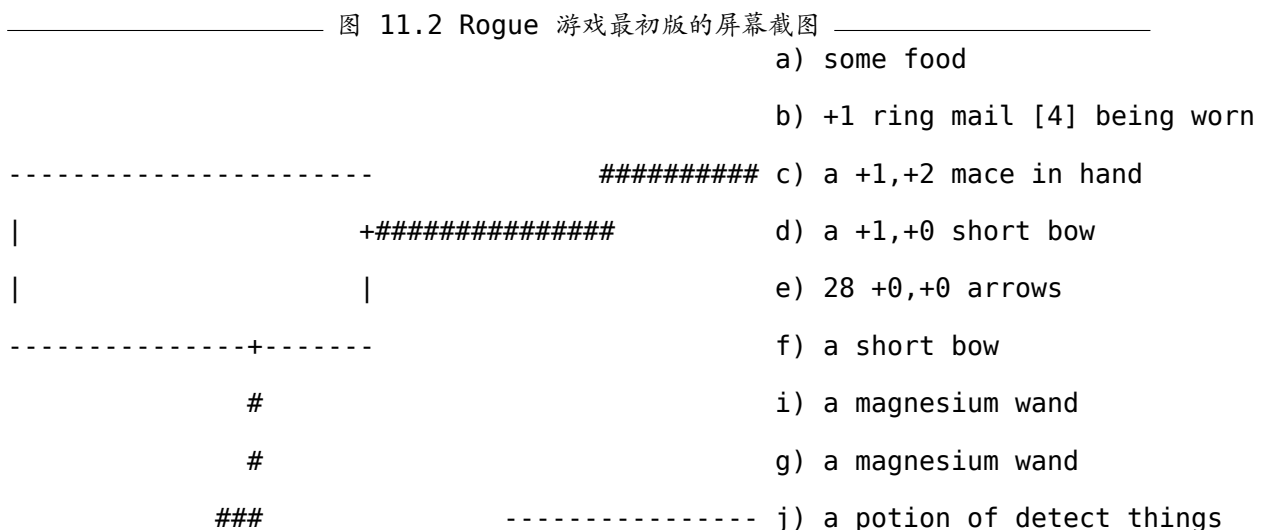 图 11.2 Rogue 游戏最初版的屏幕截图
a) some food
b) +1 ring mail [4] being worn
-----------------------                ########## c) a +1,+2 mace in hand
|                     +###############          d) a +1,+0 short bow
|                     |                         e) 28 +0,+0 arrows
---------------+-------                         f) a short bow
#                                i) a magnesium wand
#                                g) a magnesium wand
###               ---------------- j) a potion of detect things